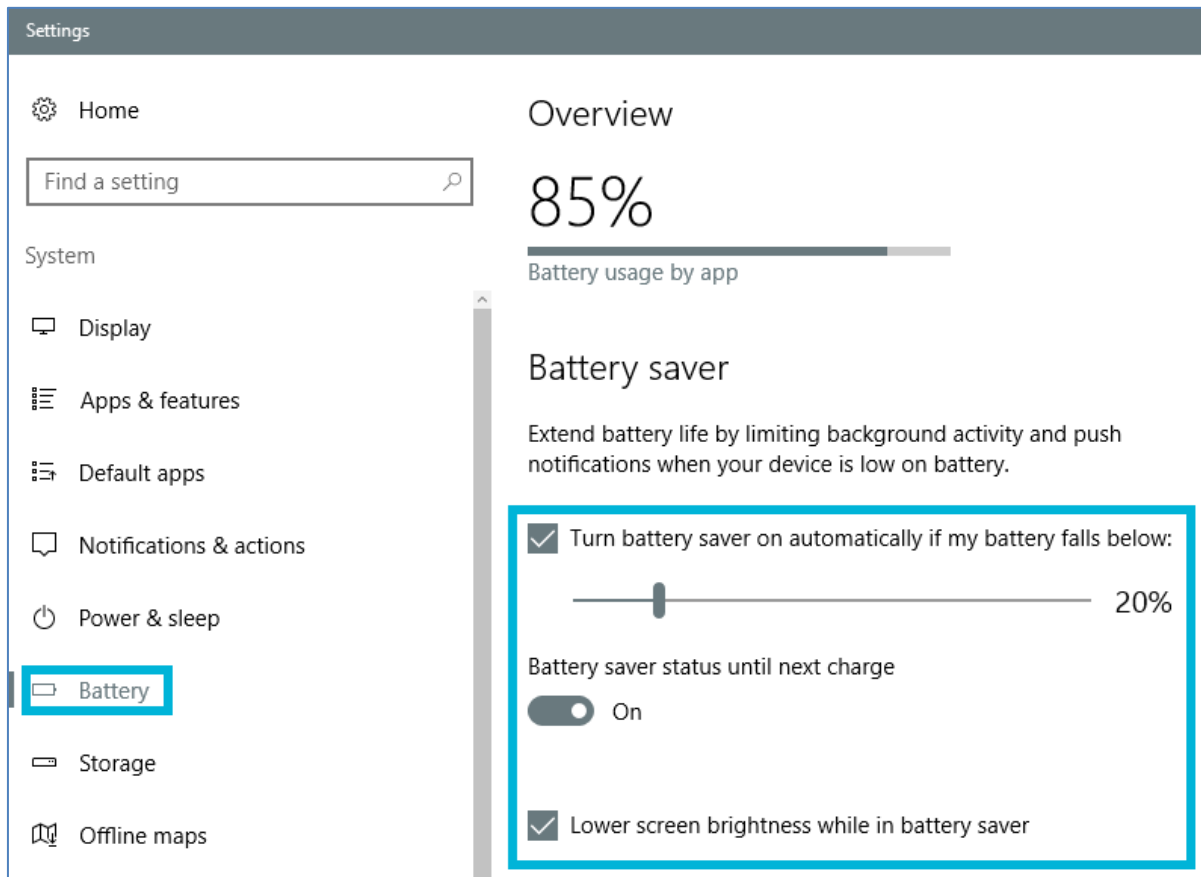 Settings
Home
Find a setting
System
Display
Apps & features
Default apps
Notifications & actions
Power & sleep
Battery
Storage
Offline maps
Overview
85%
Battery usage by app
Battery saver
Extend battery life by limiting background activity and push
notifications when your device is low on battery.
Turn battery saver on automatically if my battery falls below:
20%
Battery saver status until next charge
On
Lower screen brightness while in battery saver